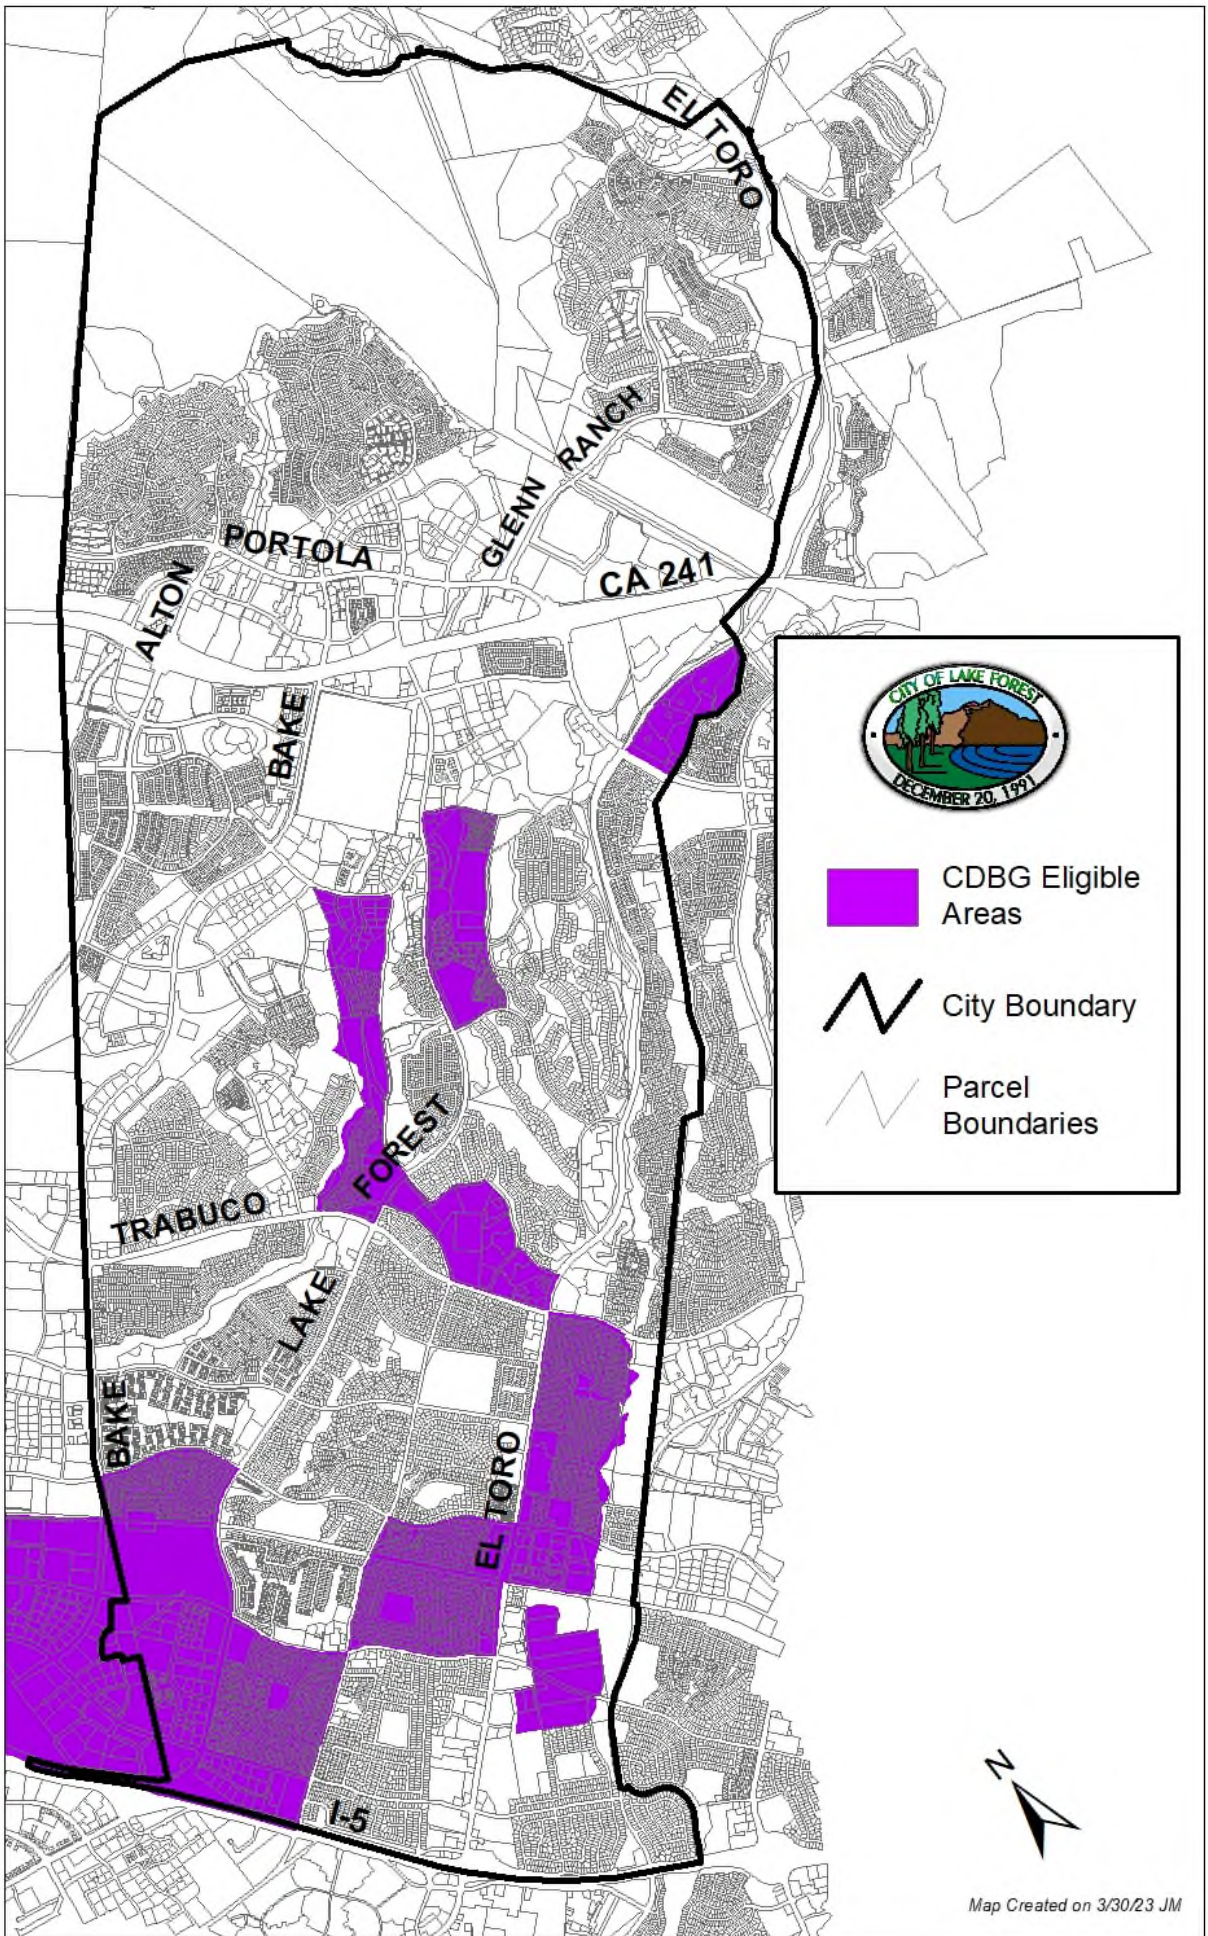 EL TORO
GLENN RANCH
PORTOLA
CA 241
ALTON
BAKE
CITY OF LAKE FOREST
DECEMBER 20, 1991
CDBG Eligible
Areas
City Boundary
Parcel
Boundaries
FOREST
TRABUCO
LAKE
BAKE
EL TORO
I-5
N
Map Created on 3/30/23 JM